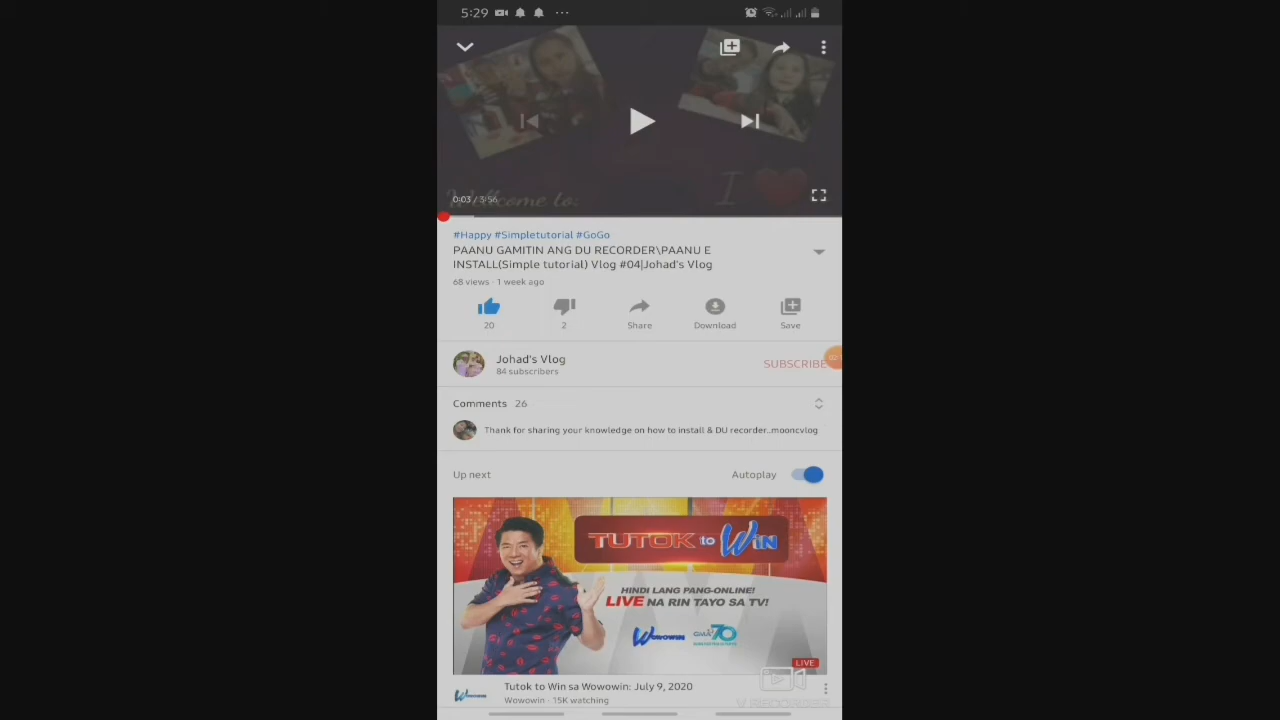 5:29
Wellcome to:
I
0:03 / 3:56
#Happy #Simpletutorial #GoGo
PAANU GAMITIN ANG DU RECORDER\PAANU E
INSTALL(Simple tutorial) Vlog #04|Johad's Vlog
68 views · 1 week ago
20
2
Share
Download
Save
Johad's Vlog
84 subscribers
SUBSCRIBE
Comments 26
Thank for sharing your knowledge on how to install & DU recorder..mooncvlog
Up next
Autoplay
TUTOK to WIN
HINDI LANG PANG-ONLINE!
LIVE NA RIN TAYO SA TV!
WOWOWIN
GMA 70
LIVE
Tutok to Win sa Wowowin: July 9, 2020
Wowowin · 15K watching
V RECORDER